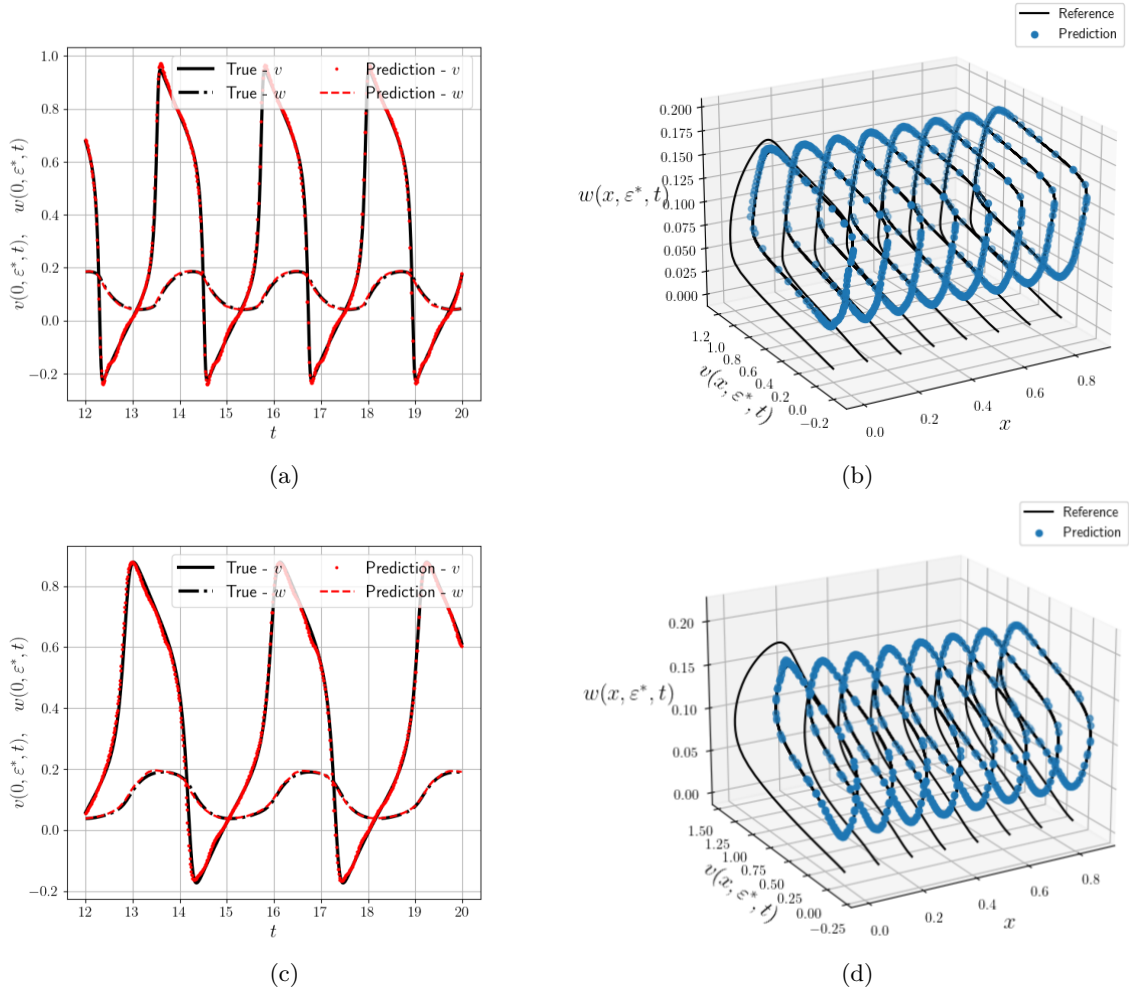 True - v
True - w
Prediction - v
Prediction - w
v(0, ε*, t),   w(0, ε*, t)
1.0
0.8
0.6
0.4
0.2
0.0
−0.2
12 13 14 15 16 17 18 19 20
t
(a)
Reference
Prediction
w(x, ε*, t)
0.200
0.175
0.150
0.125
0.100
0.075
0.050
0.025
0.000
1.2
1.0
0.8
0.6
0.4
0.2
0.0
−0.2
v(x, ε*, t)
0.0 0.2 0.4 0.6 0.8
x
(b)
True - v
True - w
Prediction - v
Prediction - w
v(0, ε*, t),   w(0, ε*, t)
0.8
0.6
0.4
0.2
0.0
−0.2
12 13 14 15 16 17 18 19 20
t
(c)
Reference
Prediction
w(x, ε*, t)
0.20
0.15
0.10
0.05
0.00
1.50
1.25
1.00
0.75
0.50
0.25
0.00
−0.25
v(x, ε*, t)
0.0 0.2 0.4 0.6 0.8
x
(d)